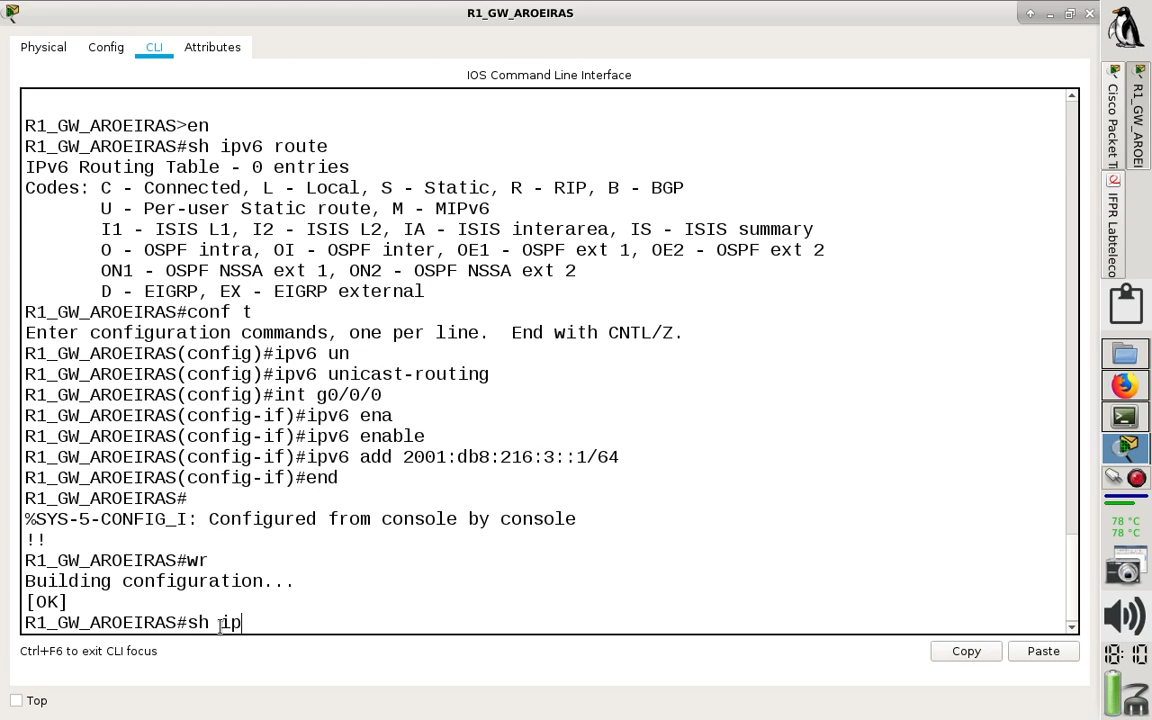 R1_GW_AROEIRAS
Physical
Config
CLI
Attributes
IOS Command Line Interface
R1_GW_AROEIRAS>en
R1_GW_AROEIRAS#sh ipv6 route
IPv6 Routing Table - 0 entries
Codes: C - Connected, L - Local, S - Static, R - RIP, B - BGP
U - Per-user Static route, M - MIPv6
I1 - ISIS L1, I2 - ISIS L2, IA - ISIS interarea, IS - ISIS summary
O - OSPF intra, OI - OSPF inter, OE1 - OSPF ext 1, OE2 - OSPF ext 2
ON1 - OSPF NSSA ext 1, ON2 - OSPF NSSA ext 2
D - EIGRP, EX - EIGRP external
R1_GW_AROEIRAS#conf t
Enter configuration commands, one per line.  End with CNTL/Z.
R1_GW_AROEIRAS(config)#ipv6 un
R1_GW_AROEIRAS(config)#ipv6 unicast-routing
R1_GW_AROEIRAS(config)#int g0/0/0
R1_GW_AROEIRAS(config-if)#ipv6 ena
R1_GW_AROEIRAS(config-if)#ipv6 enable
R1_GW_AROEIRAS(config-if)#ipv6 add 2001:db8:216:3::1/64
R1_GW_AROEIRAS(config-if)#end
R1_GW_AROEIRAS#
%SYS-5-CONFIG_I: Configured from console by console
!!
R1_GW_AROEIRAS#wr
Building configuration...
[OK]
R1_GW_AROEIRAS#sh ip
Ctrl+F6 to exit CLI focus
Copy
Paste
Top
Cisco Packet T
R1_GW_AROEI
IFPR Labteleco
78 °C
78 °C
18:10